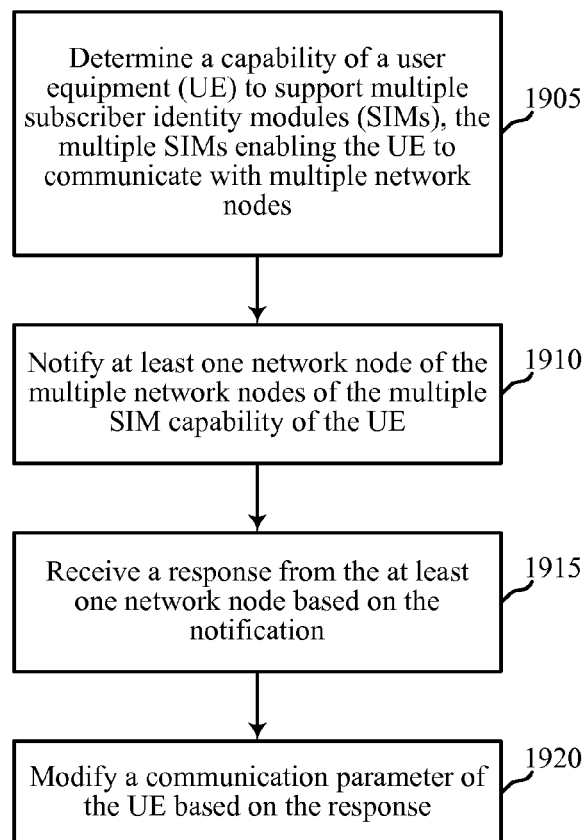 Determine a capability of a user
equipment (UE) to support multiple
subscriber identity modules (SIMs), the
multiple SIMs enabling the UE to
communicate with multiple network
nodes
1905
Notify at least one network node of the
multiple network nodes of the multiple
SIM capability of the UE
1910
Receive a response from the at least
one network node based on the
notification
1915
Modify a communication parameter of
the UE based on the response
1920